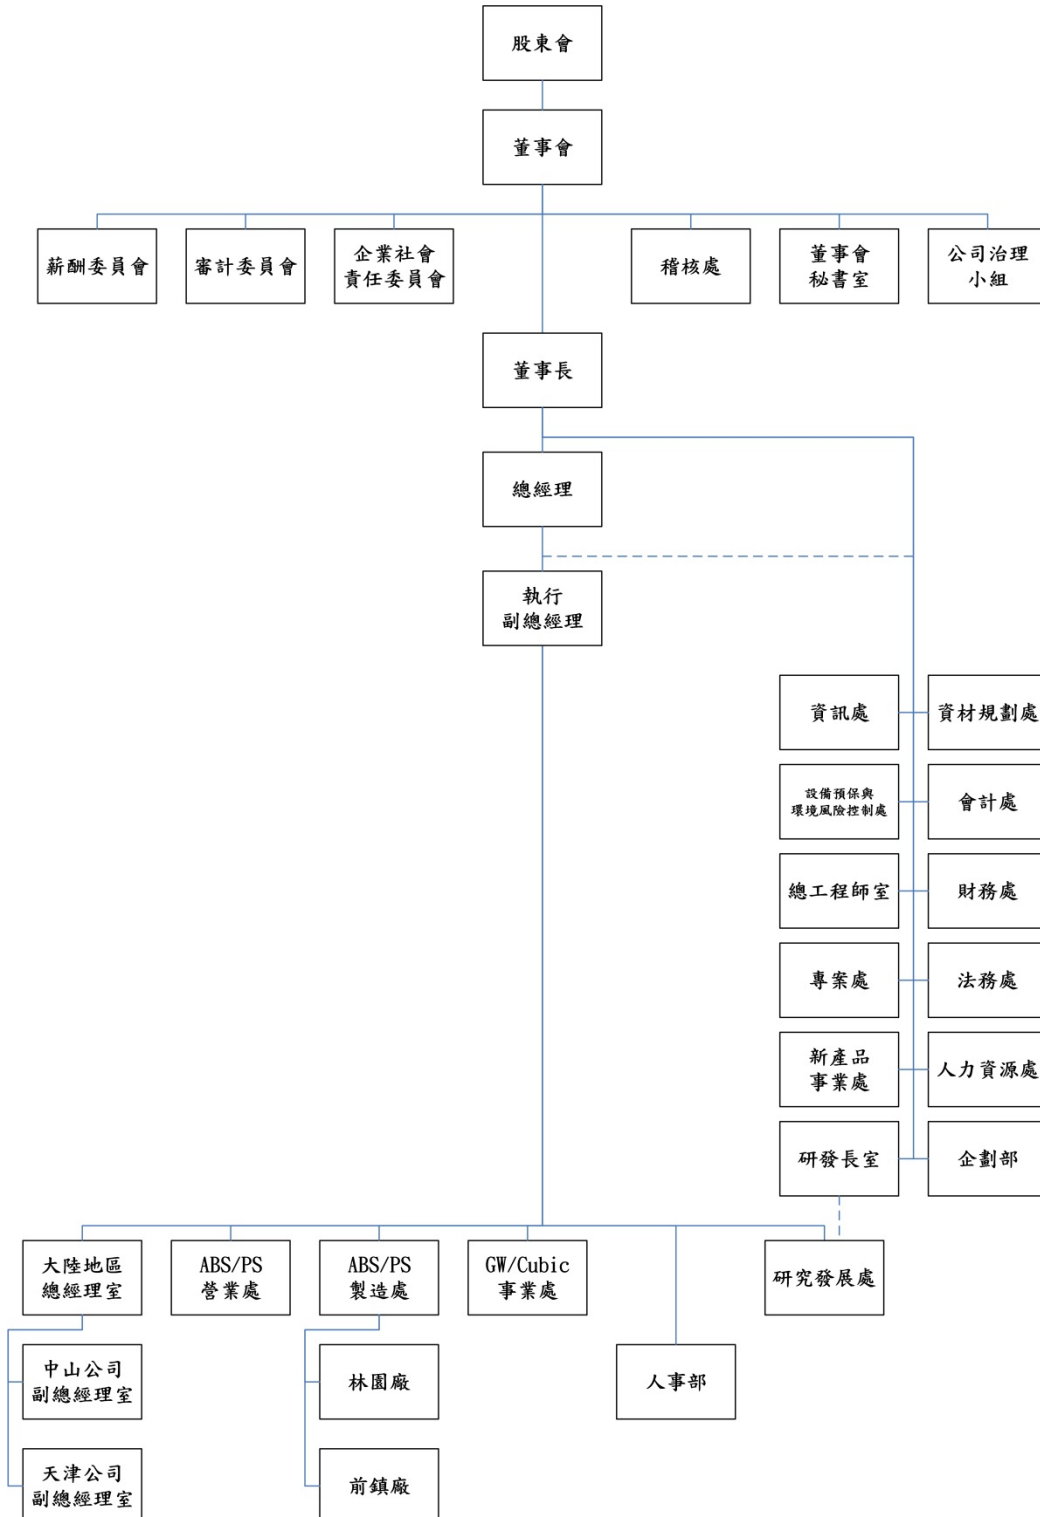 股東會
董事會
薪酬委員會
審計委員會
企業社會
責任委員會
稽核處
董事會
秘書室
公司治理
小組
董事長
總經理
執行
副總經理
資訊處
資材規劃處
設備預保與
環境風險控制處
會計處
總工程師室
財務處
專案處
法務處
新產品
事業處
人力資源處
研發長室
企劃部
大陸地區
總經理室
ABS/PS
營業處
ABS/PS
製造處
GW/Cubic
事業處
研究發展處
中山公司
副總經理室
林園廠
人事部
天津公司
副總經理室
前鎮廠